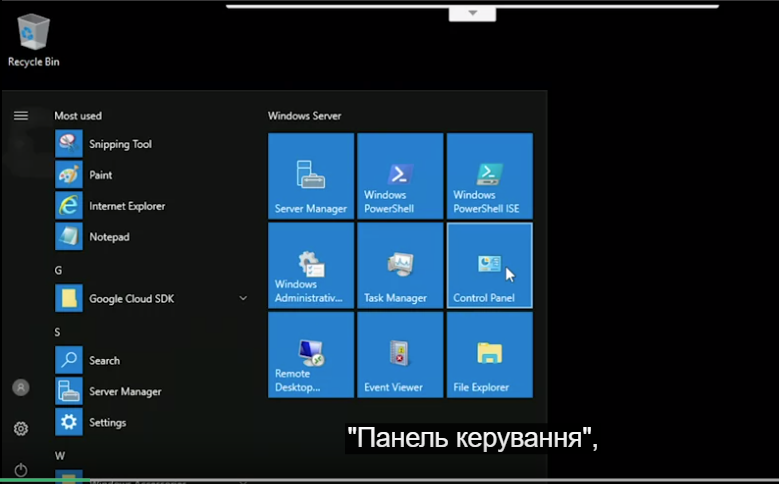 Recycle Bin
Most used
Snipping Tool
Paint
Internet Explorer
Notepad
G
Google Cloud SDK
S
Search
Server Manager
Settings
W
Windows Server
Server Manager
Windows
PowerShell
Windows
PowerShell ISE
Windows
Administrativ...
Task Manager
Control Panel
Remote
Desktop...
Event Viewer
File Explorer
"Панель керування",